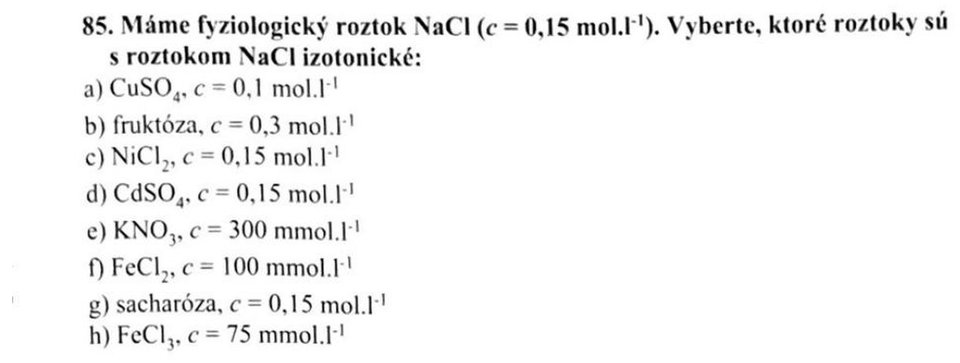 85. Máme fyziologický roztok NaCl (c = 0,15 mol.l⁻¹). Vyberte, ktoré roztoky sú
s roztokom NaCl izotonické:
a) CuSO₄, c = 0,1 mol.l⁻¹
b) fruktóza, c = 0,3 mol.l⁻¹
c) NiCl₂, c = 0,15 mol.l⁻¹
d) CdSO₄, c = 0,15 mol.l⁻¹
e) KNO₃, c = 300 mmol.l⁻¹
f) FeCl₂, c = 100 mmol.l⁻¹
g) sacharóza, c = 0,15 mol.l⁻¹
h) FeCl₃, c = 75 mmol.l⁻¹